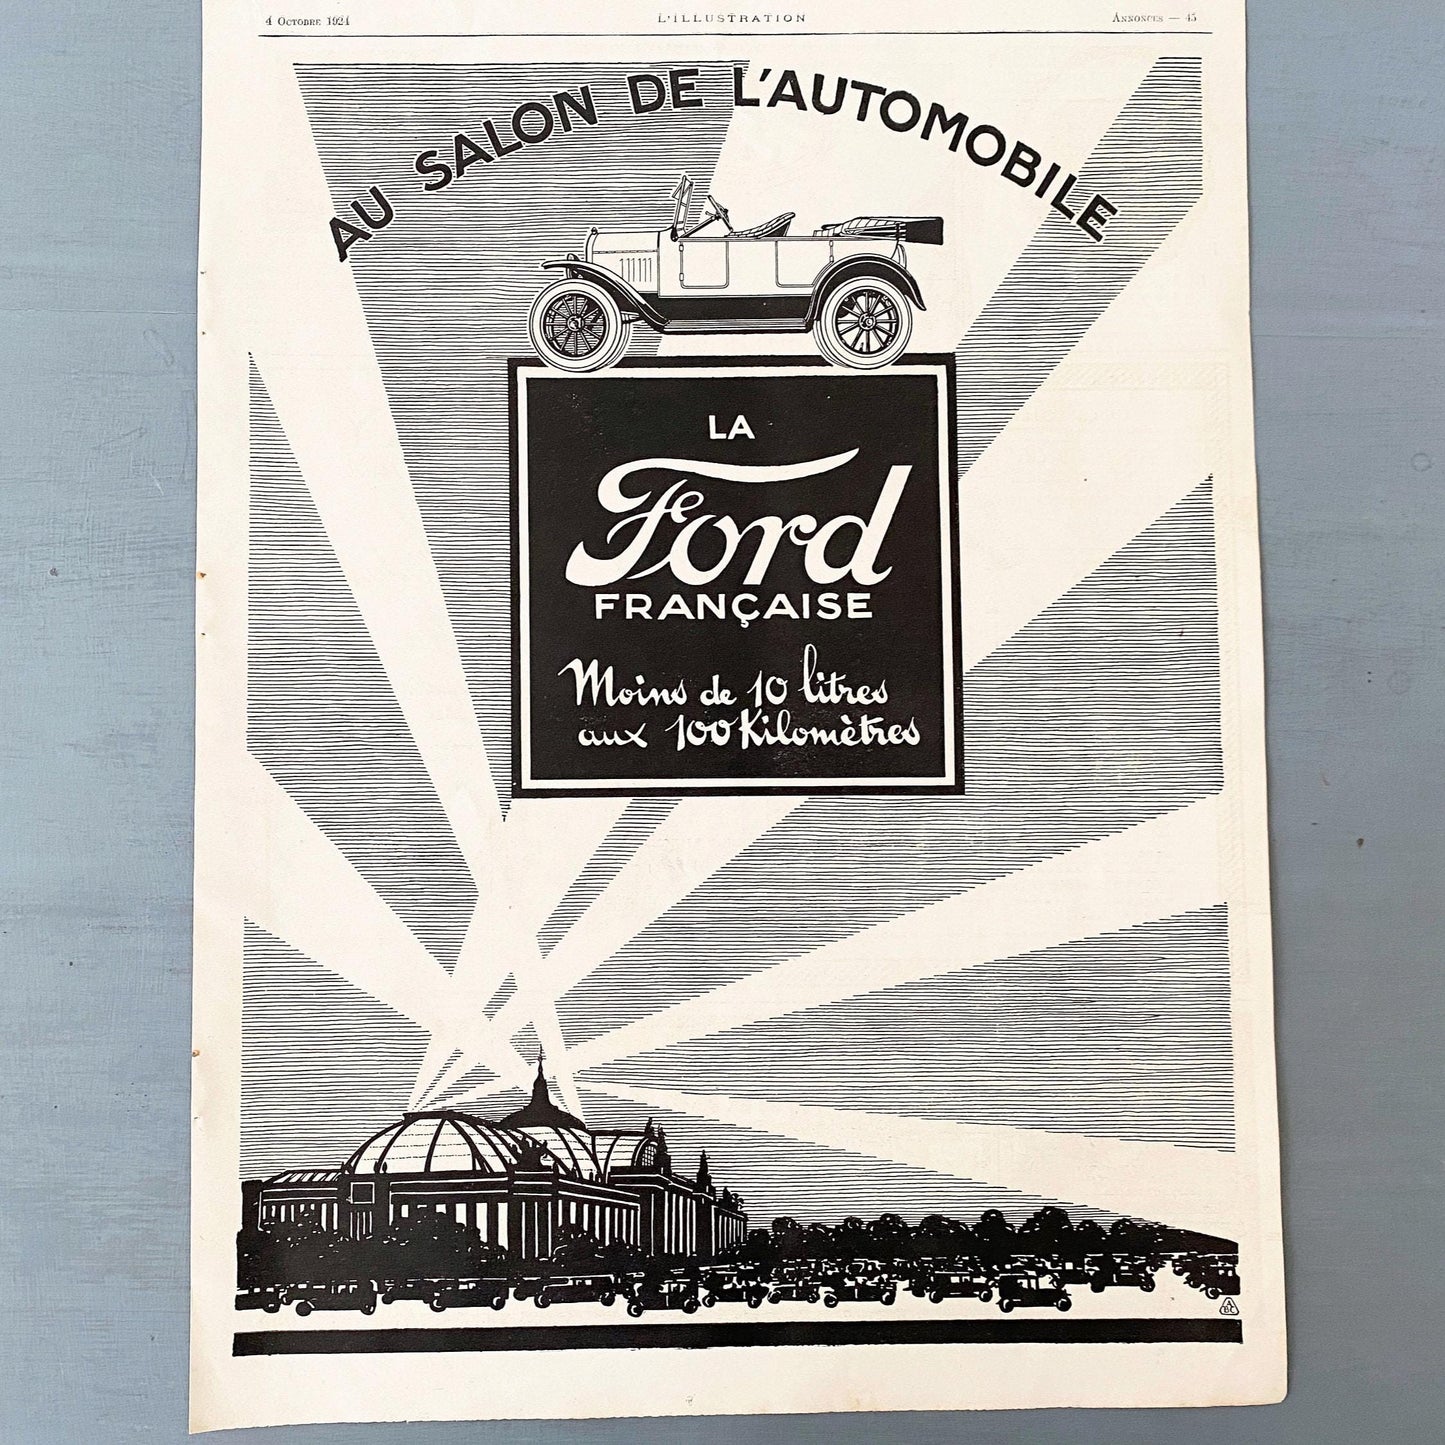 4 Octobre 1924
L'ILLUSTRATION
Annonces — 45
AU SALON DE L'AUTOMOBILE
LA
Ford
FRANÇAISE
Moins de 10 litres
aux 100 Kilomètres
A
BC